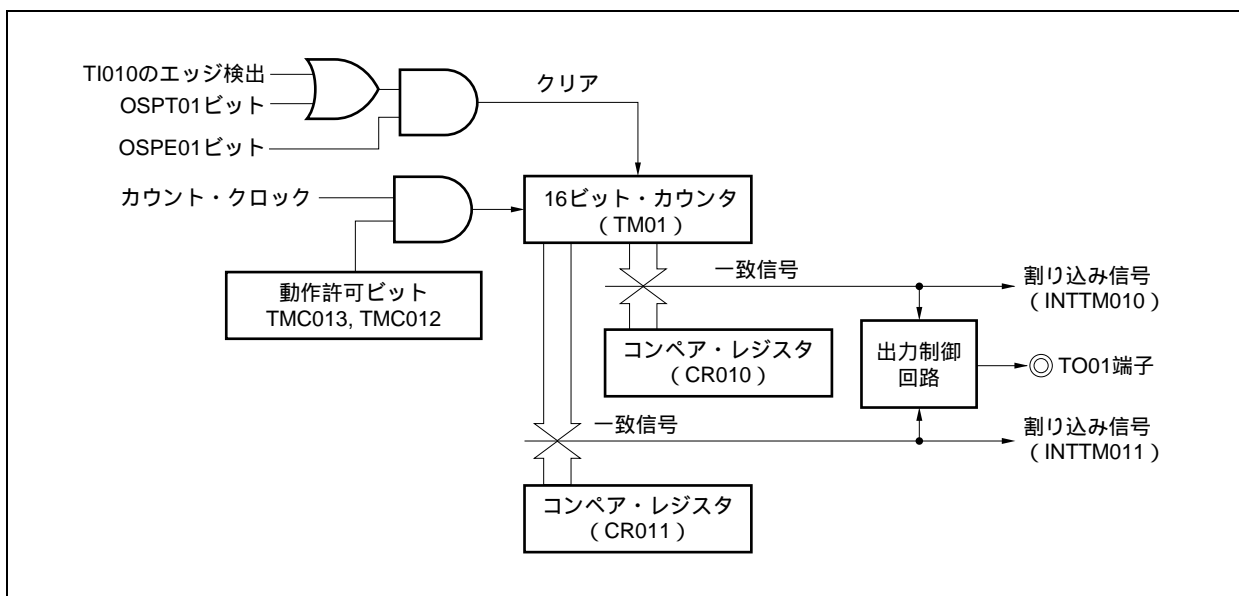 TI010のエッジ検出
OSPT01ビット
OSPE01ビット
クリア
カウント・クロック
16ビット・カウンタ
（TM01）
動作許可ビット
TMC013, TMC012
一致信号
割り込み信号
（INTTM010）
コンペア・レジスタ
（CR010）
出力制御
回路
TO01端子
一致信号
割り込み信号
（INTTM011）
コンペア・レジスタ
（CR011）